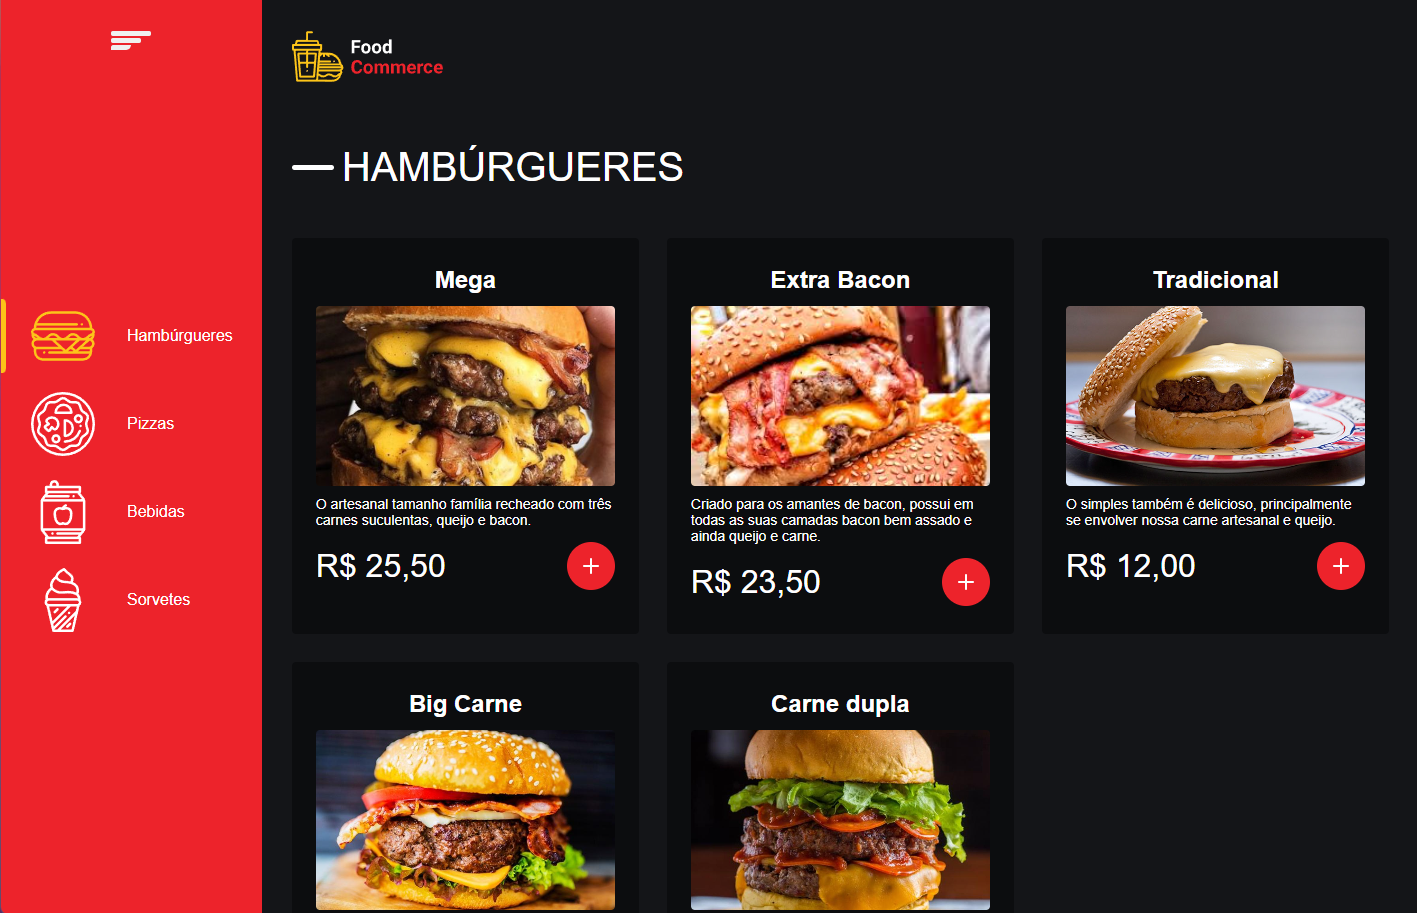 Food
Commerce
HAMBÚRGUERES
Hambúrgueres
Pizzas
Bebidas
Sorvetes
Mega
O artesanal tamanho família recheado com três
carnes suculentas, queijo e bacon.
R$ 25,50
Extra Bacon
Criado para os amantes de bacon, possui em
todas as suas camadas bacon bem assado e
ainda queijo e carne.
R$ 23,50
Tradicional
O simples também é delicioso, principalmente
se envolver nossa carne artesanal e queijo.
R$ 12,00
Big Carne
Carne dupla